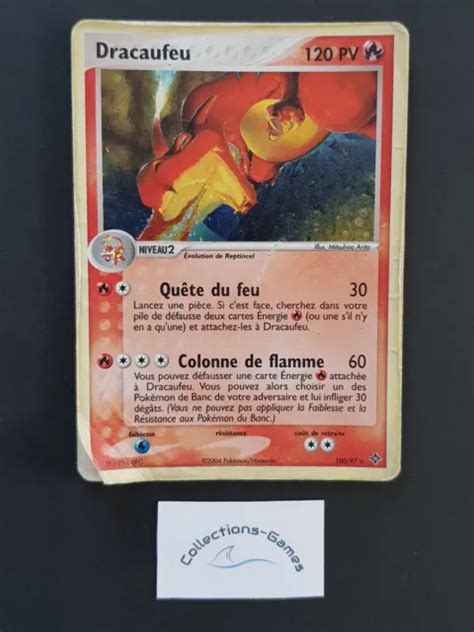 Dracaufeu
120 PV
Illus. Mitsuhiro Arita
NIVEAU2
Évolution de Reptincel
Quête du feu 30
Lancez une pièce. Si c'est face, cherchez dans votre
pile de défausse deux cartes Énergie (ou une s'il n'y
en a qu'une) et attachez-les à Dracaufeu.
Colonne de flamme 60
Vous pouvez défausser une carte Énergie attachée
à Dracaufeu. Vous pouvez alors choisir un des
Pokémon de Banc de votre adversaire et lui infliger 30
dégâts. (Vous ne pouvez pas appliquer la Faiblesse et
la Résistance aux Pokémon du Banc.)
faiblesse résistance coût de retraite
©2004 Pokémon/Nintendo
100/97
Collections-Games